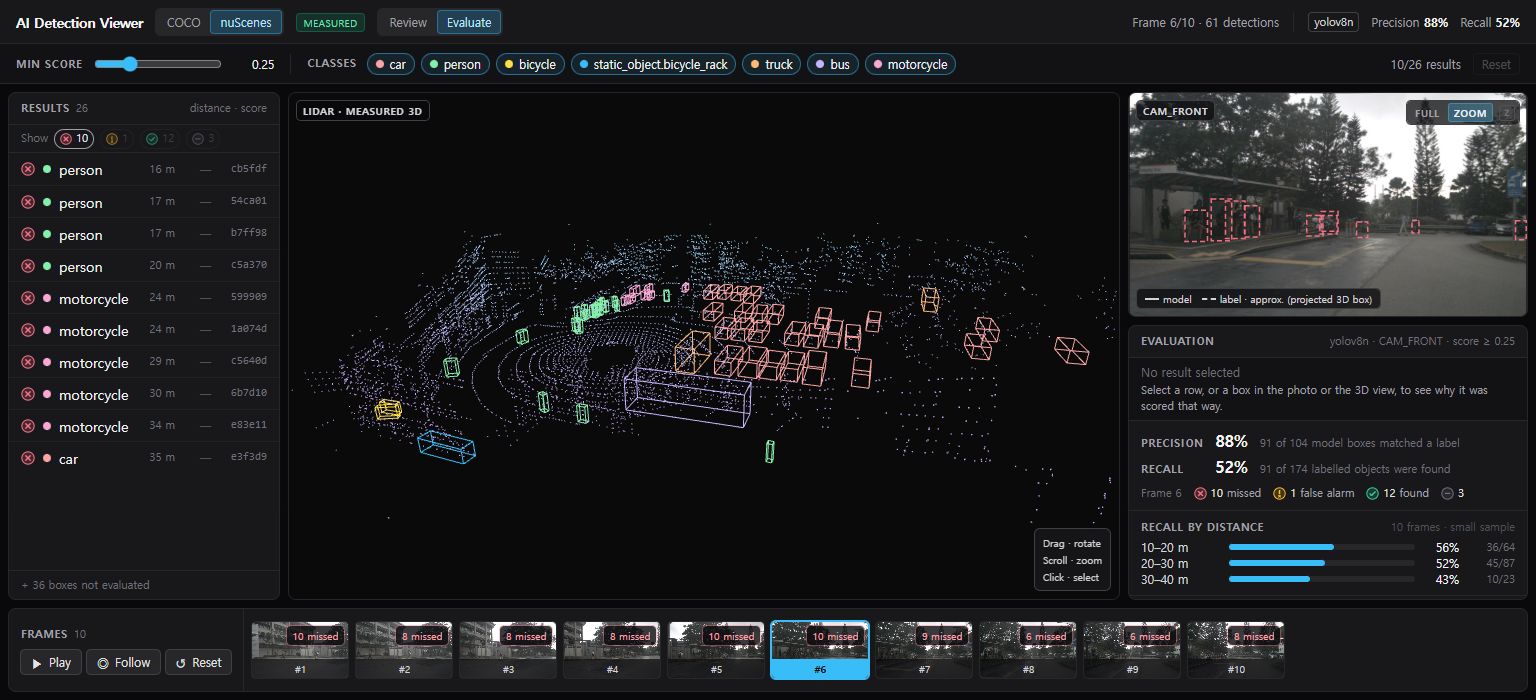 AI Detection Viewer COCO nuScenes MEASURED Review Evaluate Frame 6/10 · 61 detections yolov8n Precision 88% Recall 52%
MIN SCORE 0.25 CLASSES car person bicycle static_object.bicycle_rack truck bus motorcycle 10/26 results Reset
RESULTS 26 distance · score
Show 10 1 12 3
person 16 m — cb5fdf
person 17 m — 54ca01
person 17 m — b7ff98
person 20 m — c5a370
motorcycle 24 m — 599909
motorcycle 24 m — 1a074d
motorcycle 29 m — c5640d
motorcycle 30 m — 6b7d10
motorcycle 34 m — e83e11
car 35 m — e3f3d9
+ 36 boxes not evaluated
LIDAR · MEASURED 3D
Drag · rotate
Scroll · zoom
Click · select
CAM_FRONT FULL ZOOM Z
model label · approx. (projected 3D box)
EVALUATION yolov8n · CAM_FRONT · score ≥ 0.25
No result selected
Select a row, or a box in the photo or the 3D view, to see why it was
scored that way.
PRECISION 88% 91 of 104 model boxes matched a label
RECALL 52% 91 of 174 labelled objects were found
Frame 6 10 missed 1 false alarm 12 found 3
RECALL BY DISTANCE 10 frames · small sample
10–20 m 56% 36/64
20–30 m 52% 45/87
30–40 m 43% 10/23
FRAMES 10
Play Follow Reset
10 missed 8 missed 8 missed 8 missed 10 missed 10 missed 9 missed 6 missed 6 missed 8 missed
#1 #2 #3 #4 #5 #6 #7 #8 #9 #10